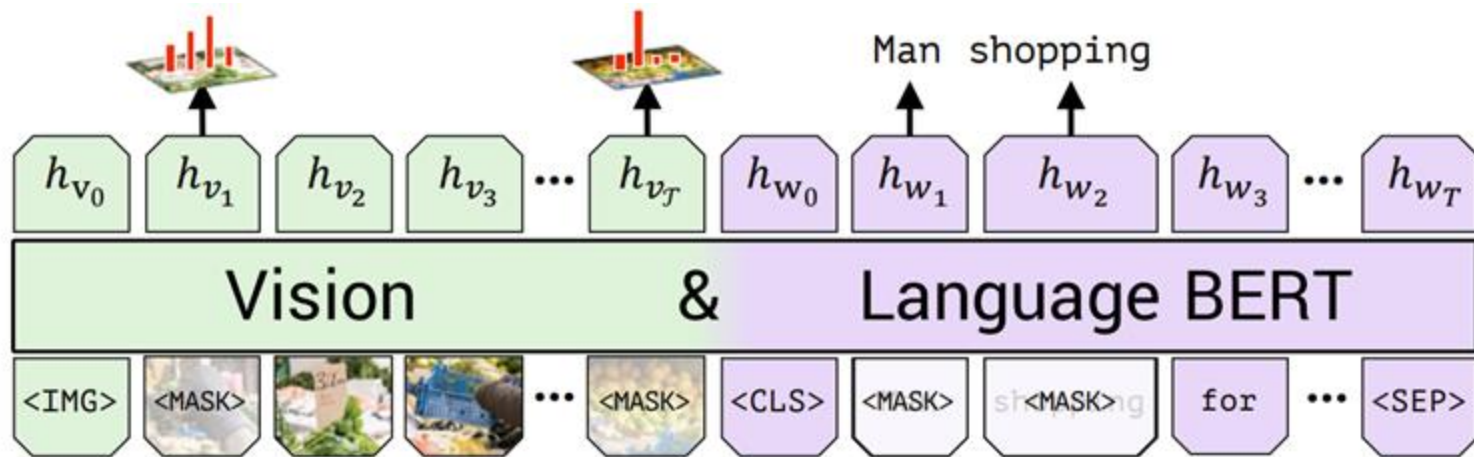 Man shopping
h_{v_0} h_{v_1} h_{v_2} h_{v_3} ••• h_{v_𝒯} h_{w_0} h_{w_1} h_{w_2} h_{w_3} ••• h_{w_T}
Vision & Language BERT
<IMG> <MASK> ••• <MASK> <CLS> <MASK> shopping <MASK> for ••• <SEP>